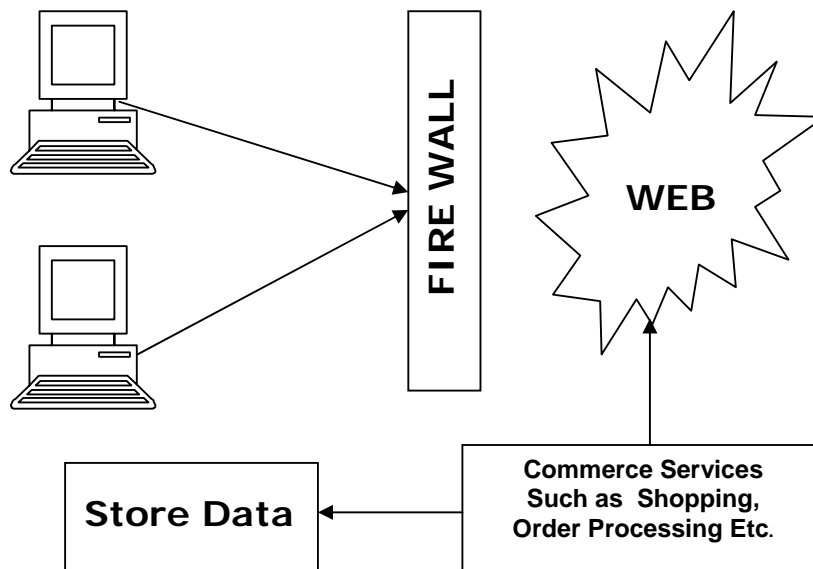 FIRE WALL
WEB
Store Data
Commerce Services
Such as  Shopping,
Order Processing Etc.